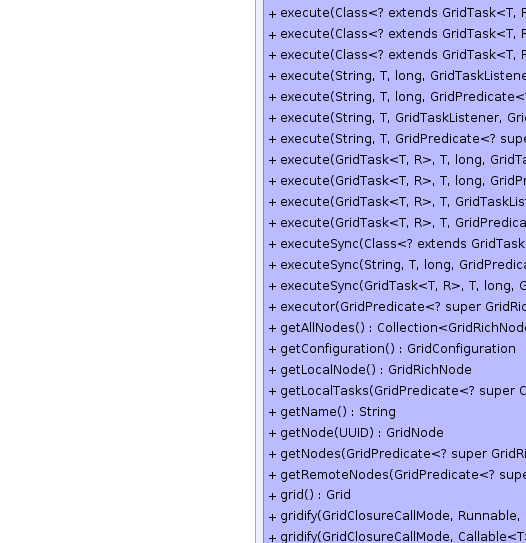 + execute(Class<? extends GridTask<T, R
+ execute(Class<? extends GridTask<T, R
+ execute(Class<? extends GridTask<T, R
+ execute(String, T, long, GridTaskListene
+ execute(String, T, long, GridPredicate<?
+ execute(String, T, GridTaskListener, Gri
+ execute(String, T, GridPredicate<? supe
+ execute(GridTask<T, R>, T, long, GridTa
+ execute(GridTask<T, R>, T, long, GridPr
+ execute(GridTask<T, R>, T, GridTaskLis
+ execute(GridTask<T, R>, T, GridPredica
+ executeSync(Class<? extends GridTask
+ executeSync(String, T, long, GridPredica
+ executeSync(GridTask<T, R>, T, long, G
+ executor(GridPredicate<? super GridRic
+ getAllNodes() : Collection<GridRichNode
+ getConfiguration() : GridConfiguration
+ getLocalNode() : GridRichNode
+ getLocalTasks(GridPredicate<? super C
+ getName() : String
+ getNode(UUID) : GridNode
+ getNodes(GridPredicate<? super GridRi
+ getRemoteNodes(GridPredicate<? supe
+ grid() : Grid
+ gridify(GridClosureCallMode, Runnable,
+ gridify(GridClosureCallMode, Callable<T>